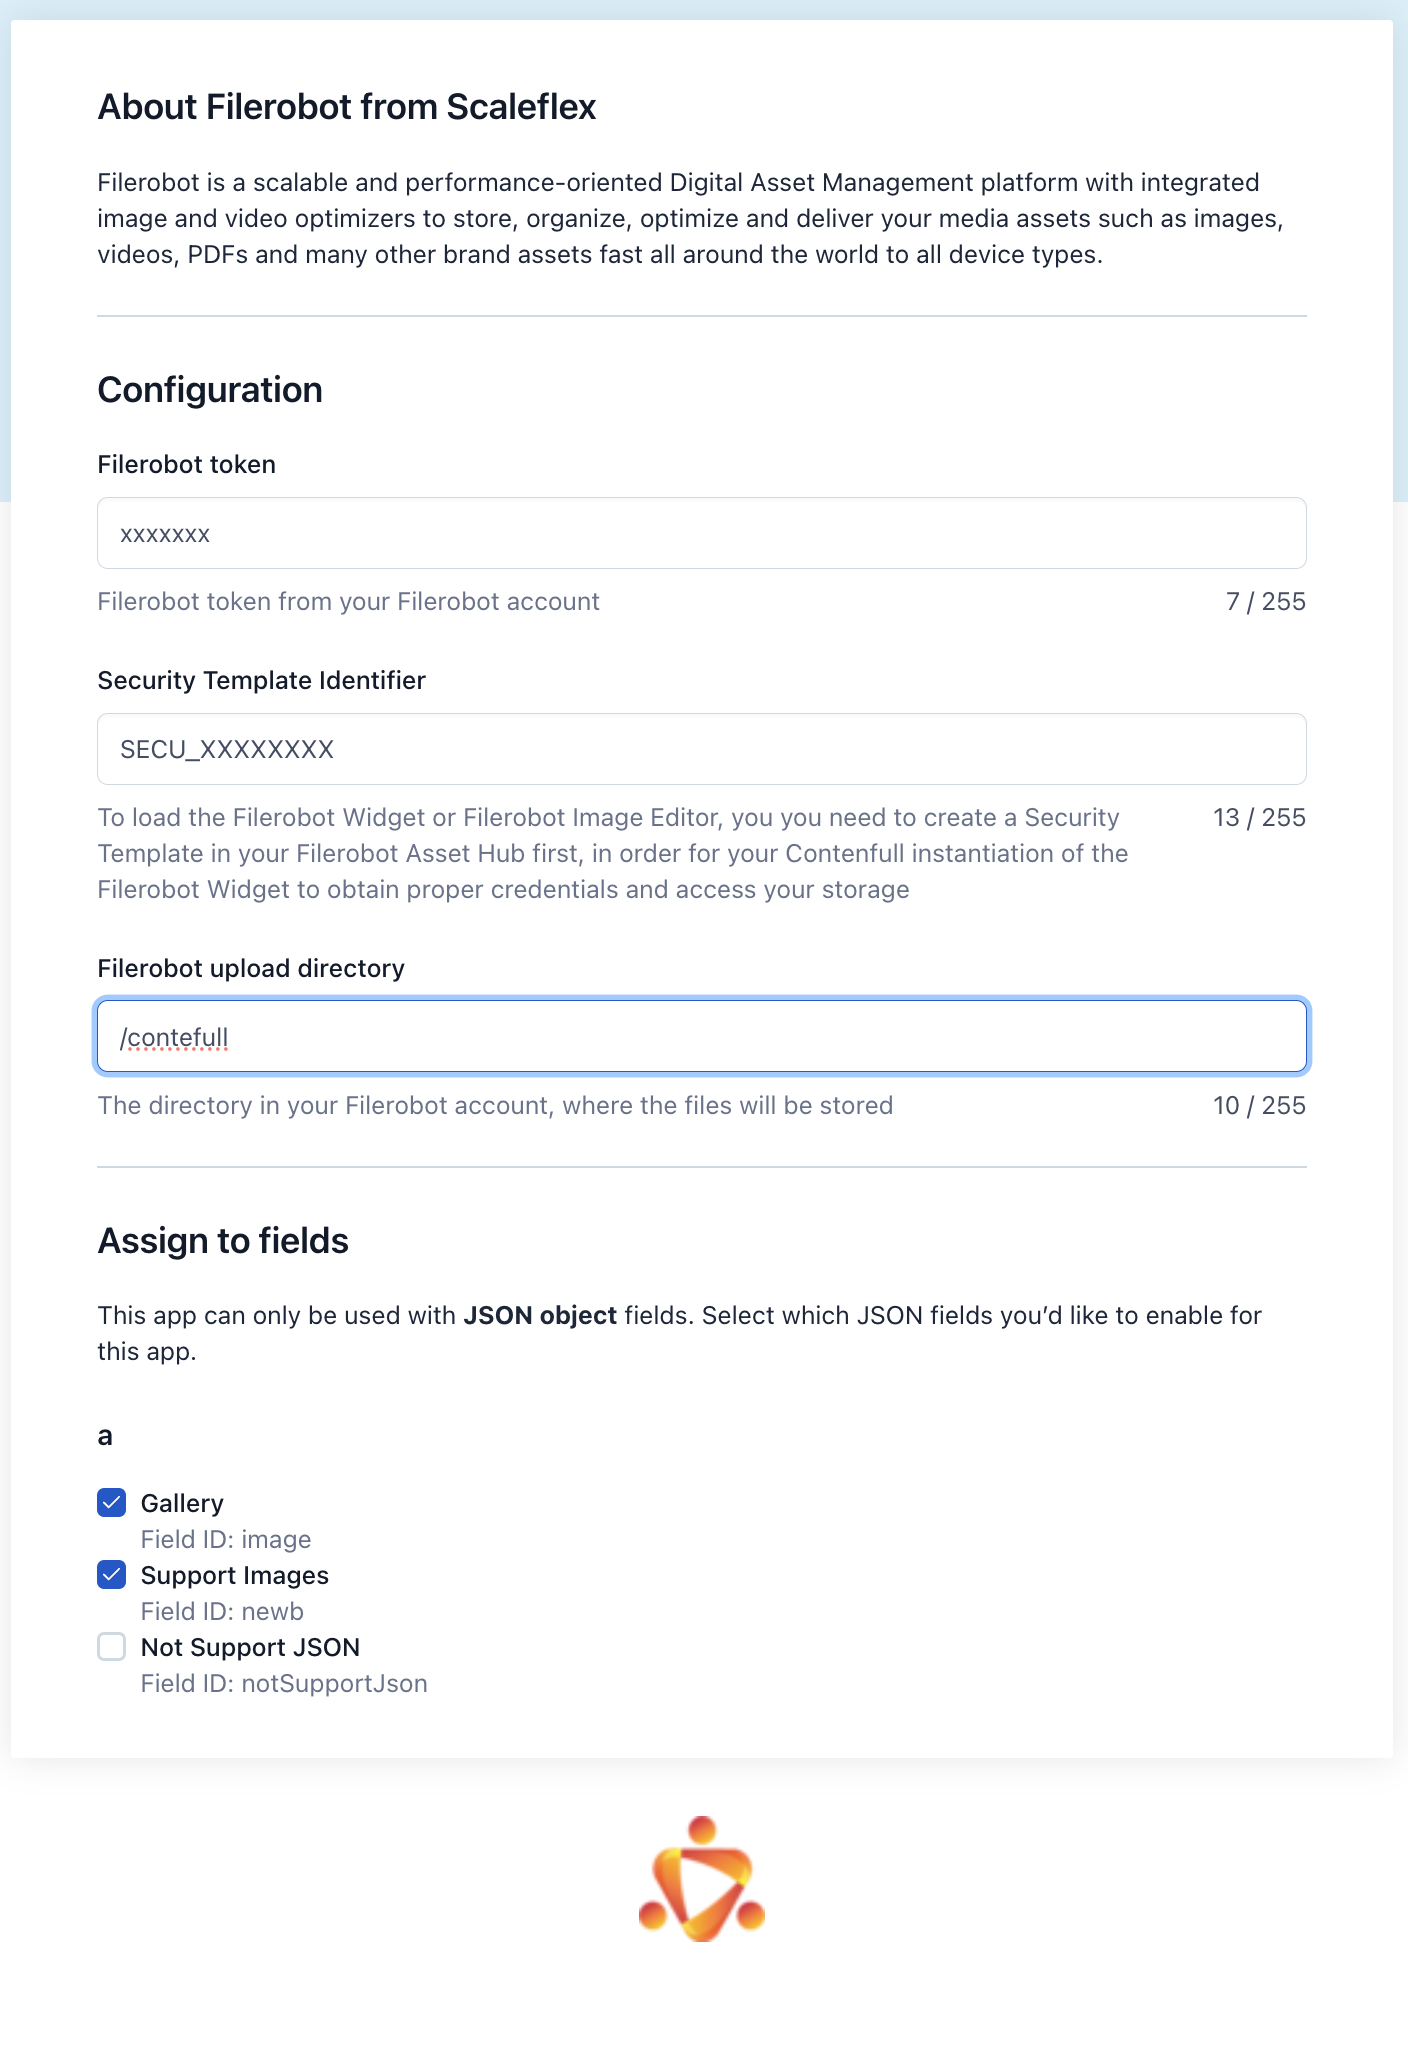 About Filerobot from Scaleflex
Filerobot is a scalable and performance-oriented Digital Asset Management platform with integrated
image and video optimizers to store, organize, optimize and deliver your media assets such as images,
videos, PDFs and many other brand assets fast all around the world to all device types.
Configuration
Filerobot token
xxxxxxx
Filerobot token from your Filerobot account
7 / 255
Security Template Identifier
SECU_XXXXXXXX
To load the Filerobot Widget or Filerobot Image Editor, you you need to create a Security
13 / 255
Template in your Filerobot Asset Hub first, in order for your Contenfull instantiation of the
Filerobot Widget to obtain proper credentials and access your storage
Filerobot upload directory
/contefull
The directory in your Filerobot account, where the files will be stored
10 / 255
Assign to fields
This app can only be used with JSON object fields. Select which JSON fields you’d like to enable for
this app.
a
Gallery
Field ID: image
Support Images
Field ID: newb
Not Support JSON
Field ID: notSupportJson